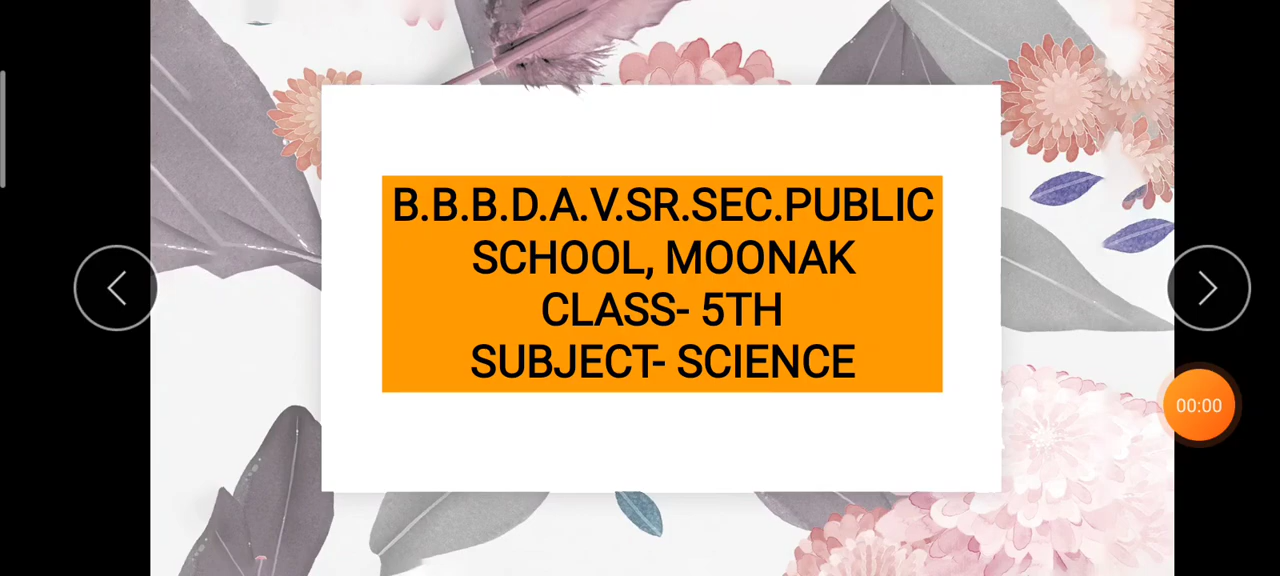 B.B.B.D.A.V.SR.SEC.PUBLIC
SCHOOL, MOONAK
CLASS- 5TH
SUBJECT- SCIENCE
00:00